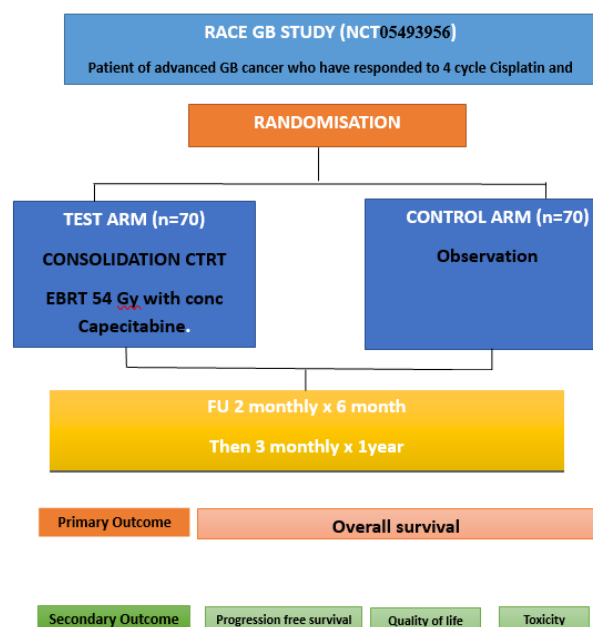 RACE GB STUDY (NCT05493956)
Patient of advanced GB cancer who have responded to 4 cycle Cisplatin and
RANDOMISATION
TEST ARM (n=70)
CONSOLIDATION CTRT
EBRT 54 Gy with conc
Capecitabine.
CONTROL ARM (n=70)
Observation
FU 2 monthly x 6 month
Then 3 monthly x 1year
Primary Outcome
Overall survival
Secondary Outcome
Progression free survival
Quality of life
Toxicity